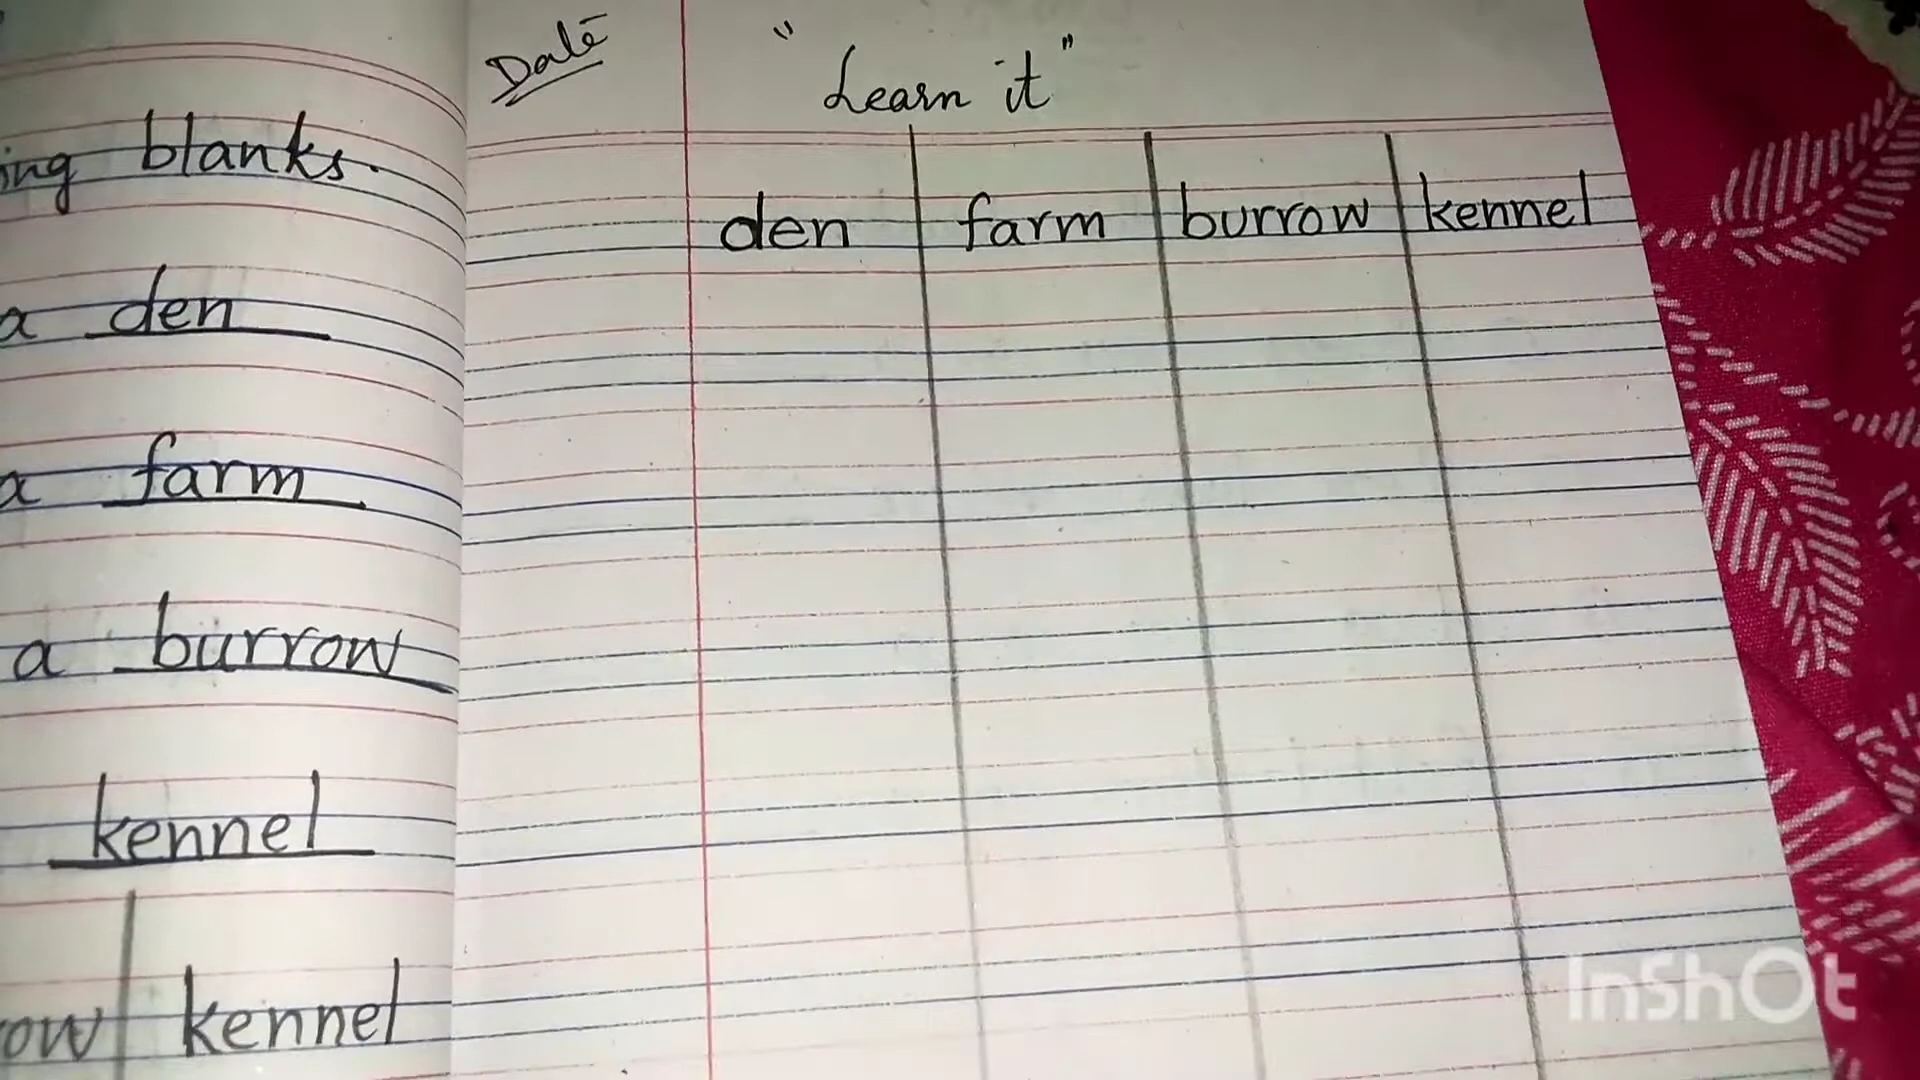 ing blanks.
a den
a farm
a burrow
kennel
ow kennel
Date
"Learn it"
den farm burrow kennel
InShOt